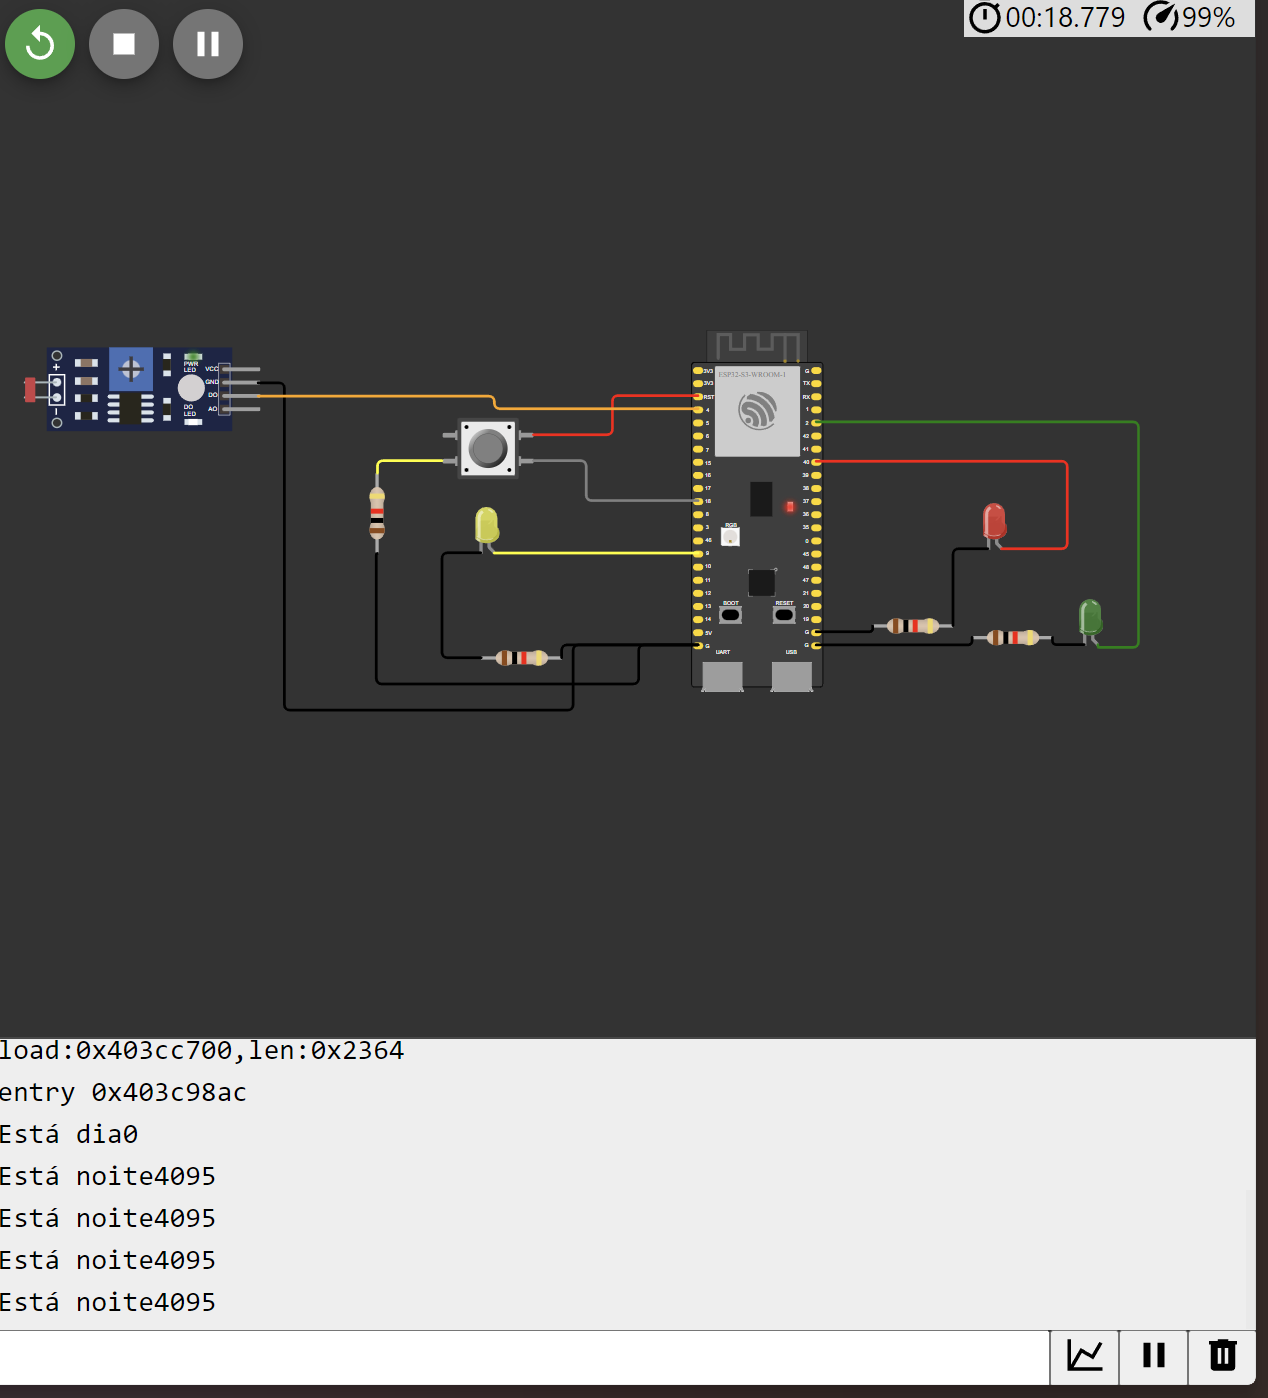 00:18.779 99%
+
PWR
LED
VCC
GND
DO
DO
LED
AO
ESP32-S3-WROOM-1
3V3
3V3
RST
4
5
6
7
15
16
17
18
8
3
46
9
10
11
12
13
14
5V
G
G
TX
RX
1
2
42
41
40
39
38
37
36
35
0
45
48
47
21
20
19
G
G
RGB
BOOT
RESET
UART
USB
load:0x403cc700,len:0x2364
entry 0x403c98ac
Está dia0
Está noite4095
Está noite4095
Está noite4095
Está noite4095